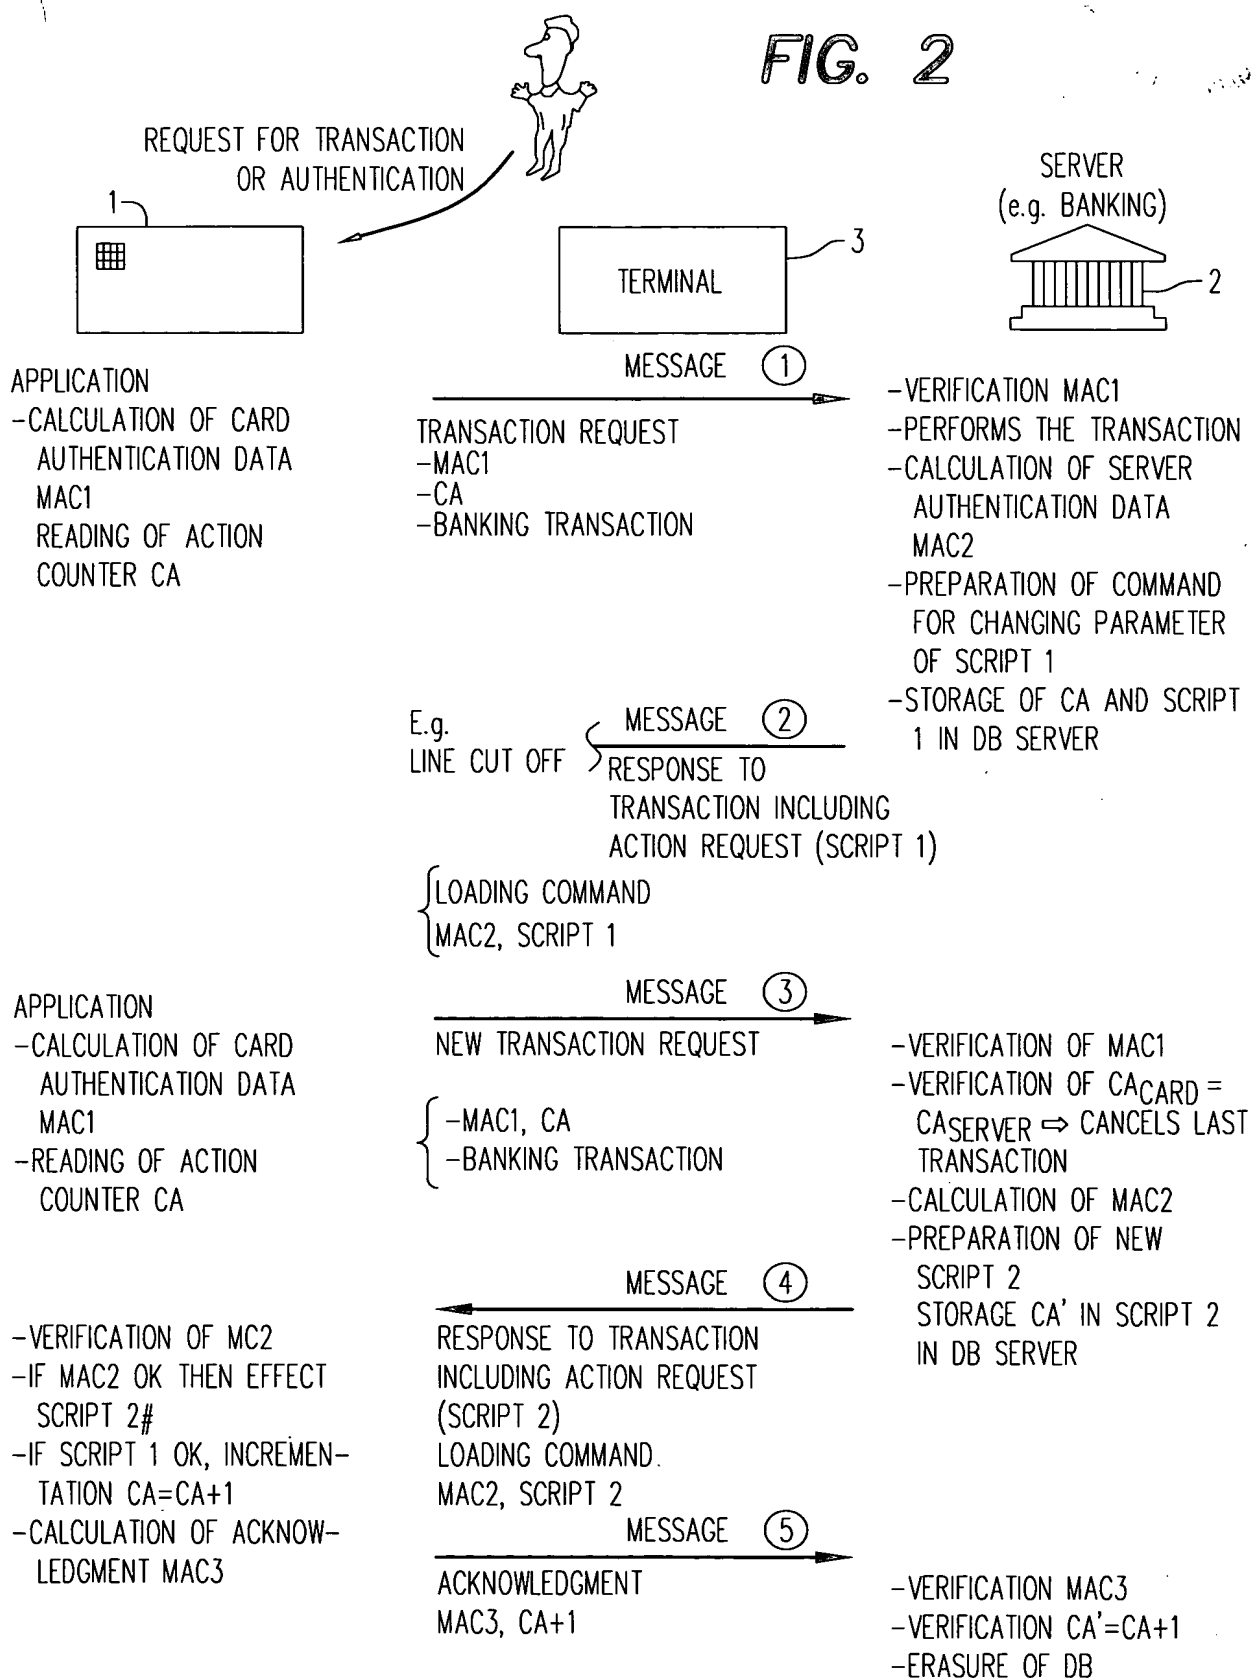 FIG. 2
REQUEST FOR TRANSACTION
OR AUTHENTICATION
SERVER
(e.g. BANKING)
1
TERMINAL
3
2
APPLICATION
-CALCULATION OF CARD
AUTHENTICATION DATA
MAC1
READING OF ACTION
COUNTER CA
MESSAGE 1
TRANSACTION REQUEST
-MAC1
-CA
-BANKING TRANSACTION
-VERIFICATION MAC1
-PERFORMS THE TRANSACTION
-CALCULATION OF SERVER
AUTHENTICATION DATA
MAC2
-PREPARATION OF COMMAND
FOR CHANGING PARAMETER
OF SCRIPT 1
-STORAGE OF CA AND SCRIPT
1 IN DB SERVER
E.g.
LINE CUT OFF
MESSAGE 2
RESPONSE TO
TRANSACTION INCLUDING
ACTION REQUEST (SCRIPT 1)
LOADING COMMAND
MAC2, SCRIPT 1
APPLICATION
-CALCULATION OF CARD
AUTHENTICATION DATA
MAC1
-READING OF ACTION
COUNTER CA
MESSAGE 3
NEW TRANSACTION REQUEST
-MAC1, CA
-BANKING TRANSACTION
-VERIFICATION OF MAC1
-VERIFICATION OF CACARD =
CASERVER ⇨ CANCELS LAST
TRANSACTION
-CALCULATION OF MAC2
-PREPARATION OF NEW
SCRIPT 2
STORAGE CA' IN SCRIPT 2
IN DB SERVER
MESSAGE 4
RESPONSE TO TRANSACTION
INCLUDING ACTION REQUEST
(SCRIPT 2)
LOADING COMMAND.
MAC2, SCRIPT 2
-VERIFICATION OF MC2
-IF MAC2 OK THEN EFFECT
SCRIPT 2#
-IF SCRIPT 1 OK, INCREMEN-
TATION CA=CA+1
-CALCULATION OF ACKNOW-
LEDGMENT MAC3
MESSAGE 5
ACKNOWLEDGMENT
MAC3, CA+1
-VERIFICATION MAC3
-VERIFICATION CA'=CA+1
-ERASURE OF DB